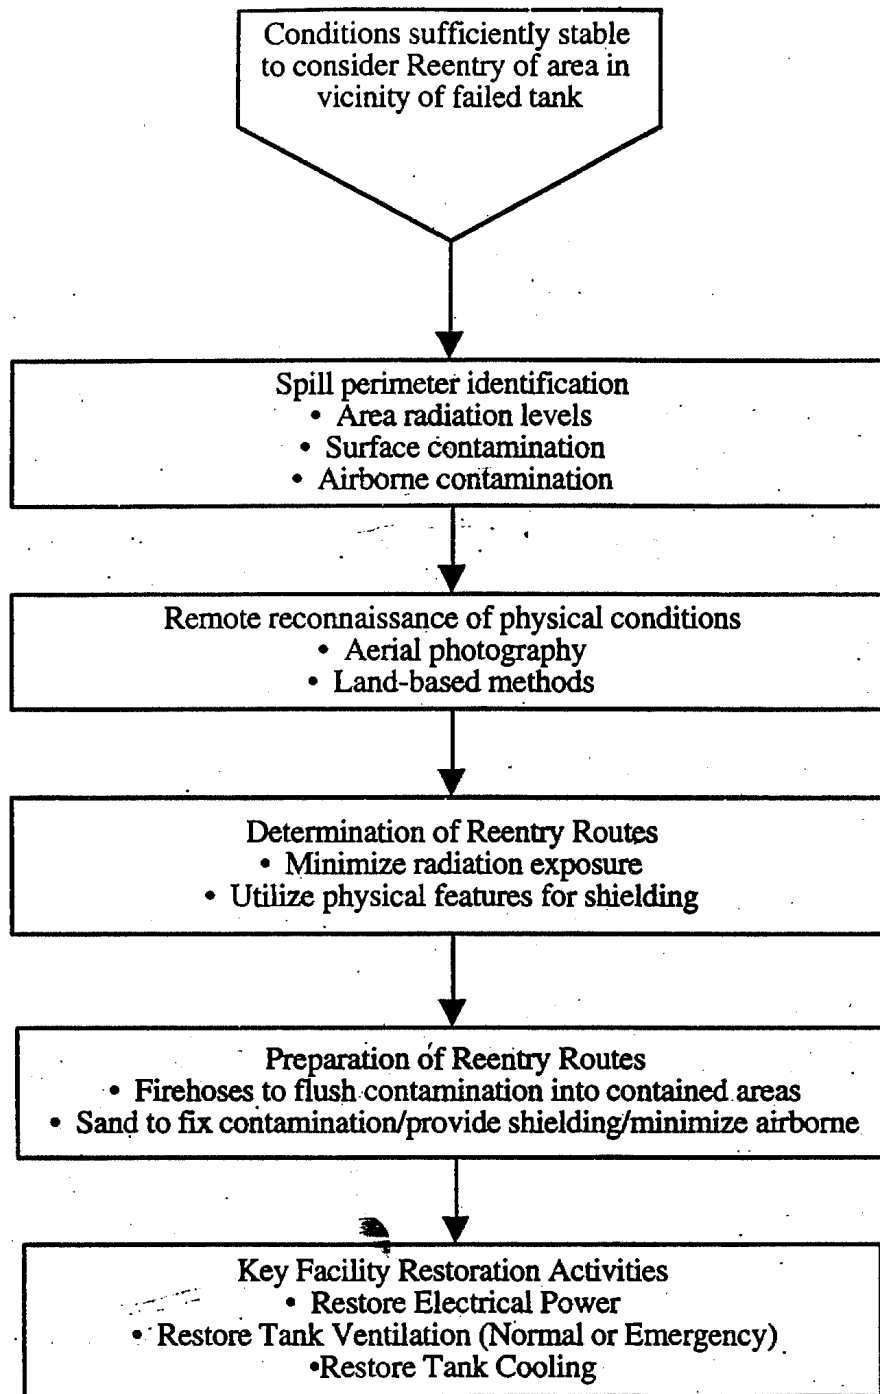 Conditions sufficiently stable
to consider Reentry of area in
vicinity of failed tank
Spill perimeter identification
• Area radiation levels
• Surface contamination
• Airborne contamination
Remote reconnaissance of physical conditions
• Aerial photography
• Land-based methods
Determination of Reentry Routes
• Minimize radiation exposure
• Utilize physical features for shielding
Preparation of Reentry Routes
• Firehoses to flush contamination into contained areas
• Sand to fix contamination/provide shielding/minimize airborne
Key Facility Restoration Activities
• Restore Electrical Power
• Restore Tank Ventilation (Normal or Emergency)
•Restore Tank Cooling